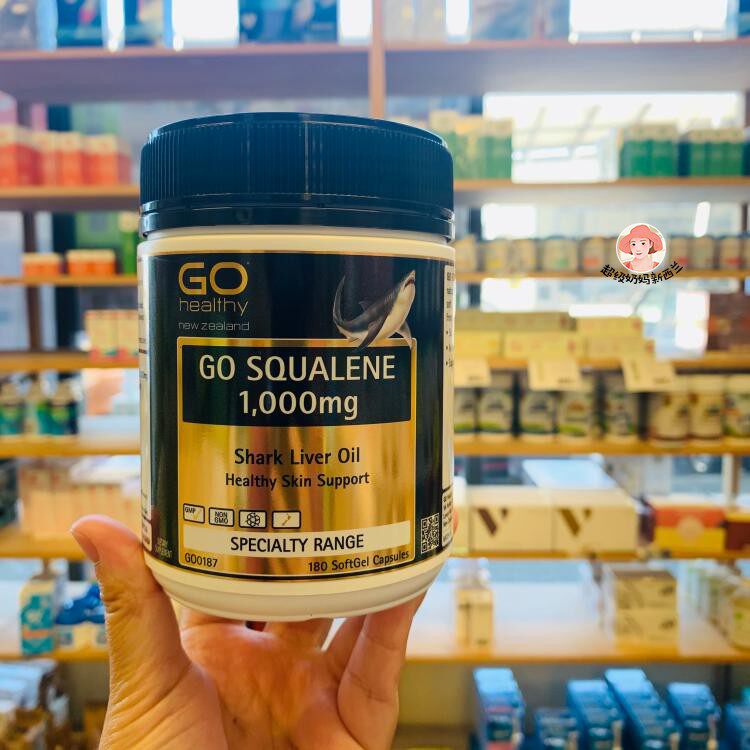 GO
healthy
new zealand
GO SQUALENE
1,000mg
Shark Liver Oil
Healthy Skin Support
GMP
NON
GMO
SPECIALTY RANGE
GO0187
180 SoftGel Capsules
超级奶妈新西兰
V
V